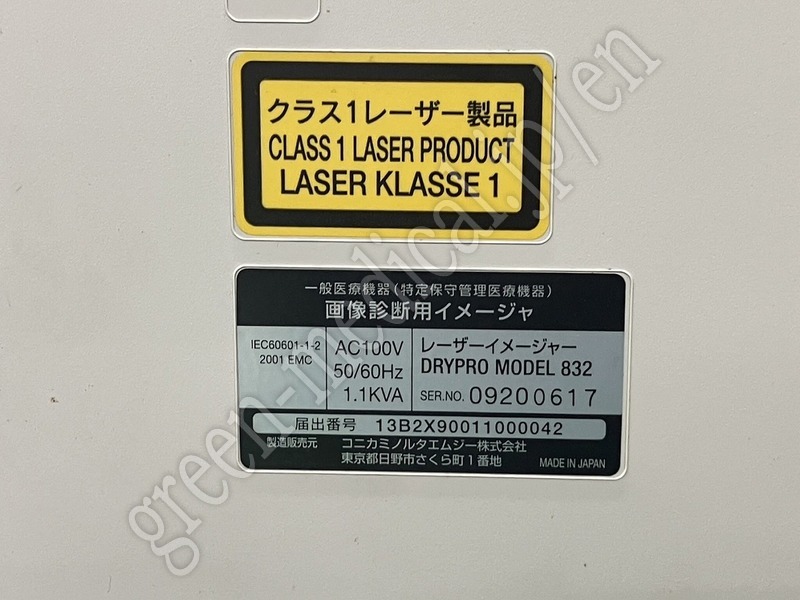 クラス1レーザー製品
CLASS 1 LASER PRODUCT
LASER KLASSE 1
一般医療機器(特定保守管理医療機器)
画像診断用イメージャ
IEC60601-1-2
2001 EMC
AC100V
50/60Hz
1.1KVA
レーザーイメージャー
DRYPRO MODEL 832
SER.NO. 09200617
届出番号 13B2X90011000042
製造販売元 コニカミノルタエムジー株式会社
東京都日野市さくら町1番地
MADE IN JAPAN
green-medical.jp/en